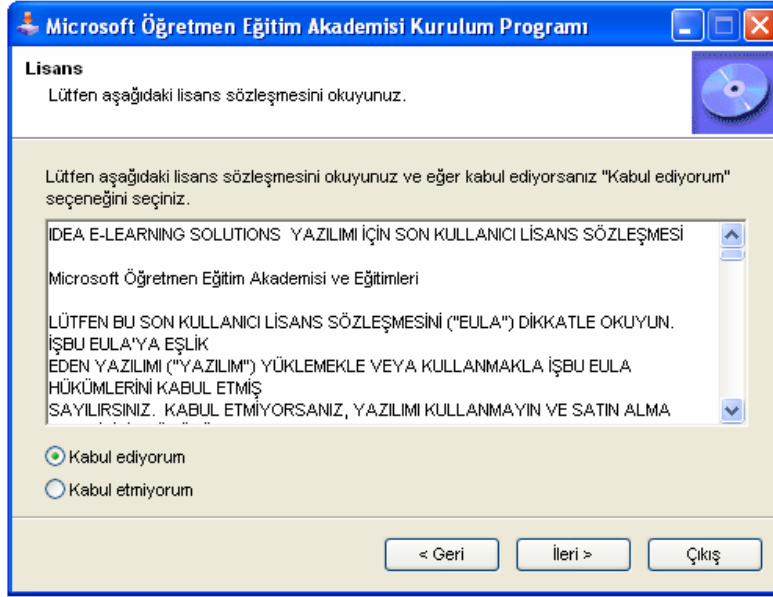 Microsoft Öğretmen Eğitim Akademisi Kurulum Programı
Lisans
Lütfen aşağıdaki lisans sözleşmesini okuyunuz.
Lütfen aşağıdaki lisans sözleşmesini okuyunuz ve eğer kabul ediyorsanız "Kabul ediyorum"
seçeneğini seçiniz.
IDEA E-LEARNING SOLUTIONS YAZILIMI İÇİN SON KULLANICI LİSANS SÖZLEŞMESİ
Microsoft Öğretmen Eğitim Akademisi ve Eğitimleri
LÜTFEN BU SON KULLANICI LİSANS SÖZLEŞMESİNİ ("EULA") DİKKATLE OKUYUN.
İŞBU EULA'YA EŞLİK
EDEN YAZILIMI ("YAZILIM") YÜKLEMEKLE VEYA KULLANMAKLA İŞBU EULA
HÜKÜMLERİNİ KABUL ETMİŞ
SAYILIRSINIZ. KABUL ETMİYORSANIZ, YAZILIMI KULLANMAYIN VE SATIN ALMA
Kabul ediyorum
Kabul etmiyorum
< Geri
İleri >
Çıkış